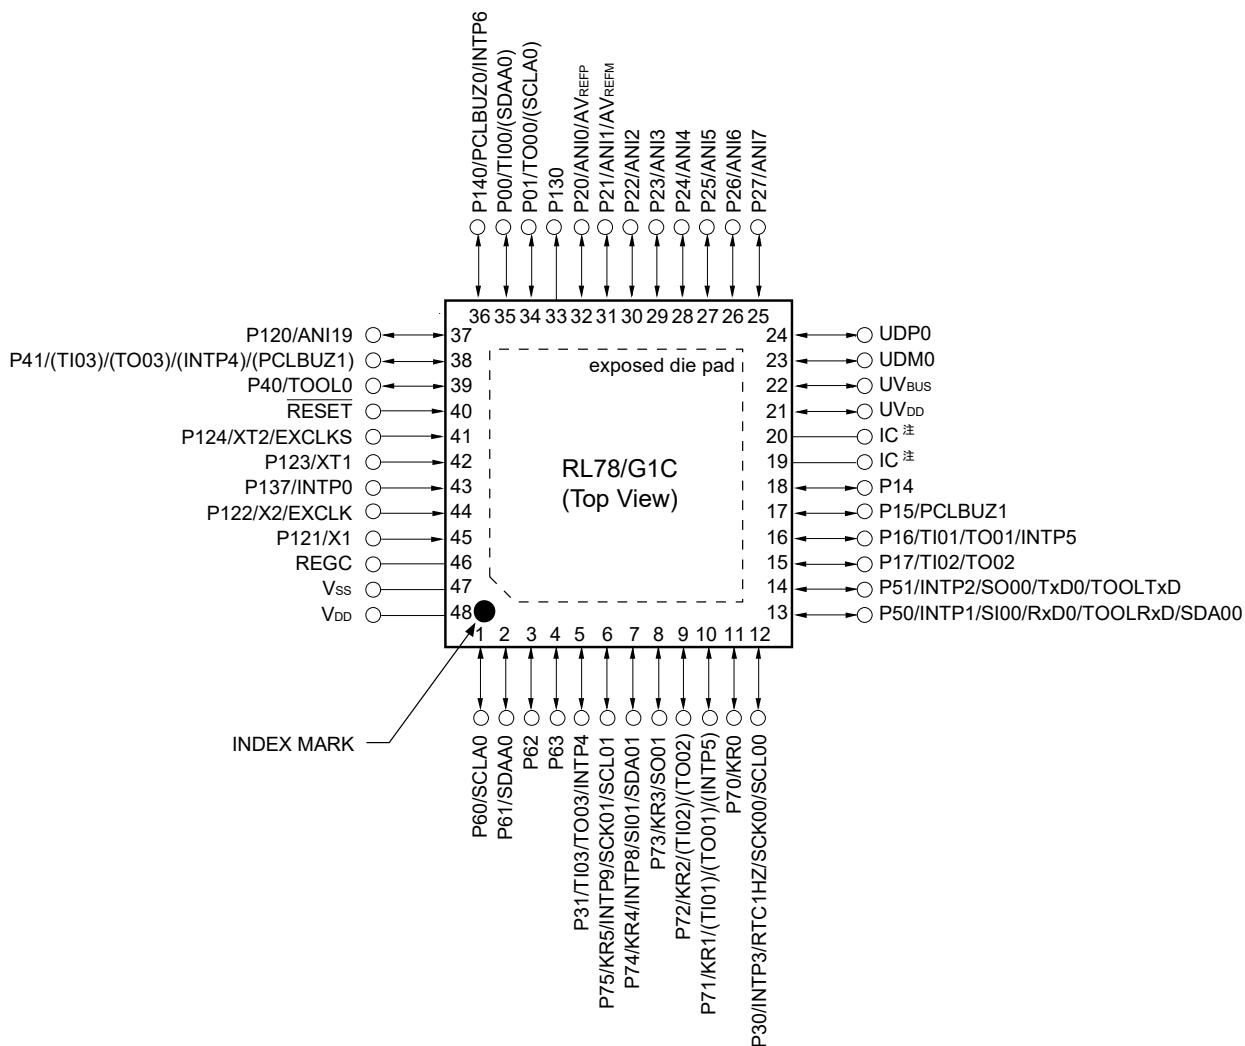 P140/PCLBUZ0/INTP6
P00/TI00/(SDAA0)
P01/TO00/(SCLA0)
P130
P20/ANI0/AVREFP
P21/ANI1/AVREFM
P22/ANI2
P23/ANI3
P24/ANI4
P25/ANI5
P26/ANI6
P27/ANI7
36 35 34 33 32 31 30 29 28 27 26 25
P120/ANI19 37
P41/(TI03)/(TO03)/(INTP4)/(PCLBUZ1) 38
P40/TOOL0 39
RESET 40
P124/XT2/EXCLKS 41
P123/XT1 42
P137/INTP0 43
P122/X2/EXCLK 44
P121/X1 45
REGC 46
VSS 47
VDD 48
exposed die pad
RL78/G1C
(Top View)
24 UDP0
23 UDM0
22 UVBUS
21 UVDD
20 IC 注
19 IC 注
18 P14
17 P15/PCLBUZ1
16 P16/TI01/TO01/INTP5
15 P17/TI02/TO02
14 P51/INTP2/SO00/TxD0/TOOLTxD
13 P50/INTP1/SI00/RxD0/TOOLRxD/SDA00
1 2 3 4 5 6 7 8 9 10 11 12
INDEX MARK
P60/SCLA0
P61/SDAA0
P62
P63
P31/TI03/TO03/INTP4
P75/KR5/INTP9/SCK01/SCL01
P74/KR4/INTP8/SI01/SDA01
P73/KR3/SO01
P72/KR2/(TI02)/(TO02)
P71/KR1/(TI01)/(TO01)/(INTP5)
P70/KR0
P30/INTP3/RTC1HZ/SCK00/SCL00